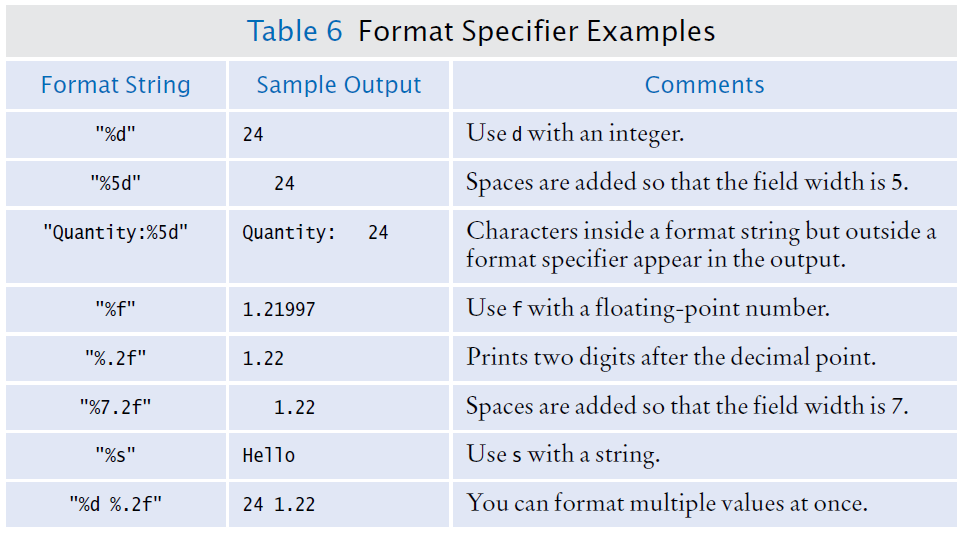 Table 6 Format Specifier Examples
Format String Sample Output Comments
"%d" 24 Use d with an integer.
"%5d"    24 Spaces are added so that the field width is 5.
"Quantity:%5d" Quantity:   24 Characters inside a format string but outside a
format specifier appear in the output.
"%f" 1.21997 Use f with a floating-point number.
"%.2f" 1.22 Prints two digits after the decimal point.
"%7.2f"    1.22 Spaces are added so that the field width is 7.
"%s" Hello Use s with a string.
"%d %.2f" 24 1.22 You can format multiple values at once.